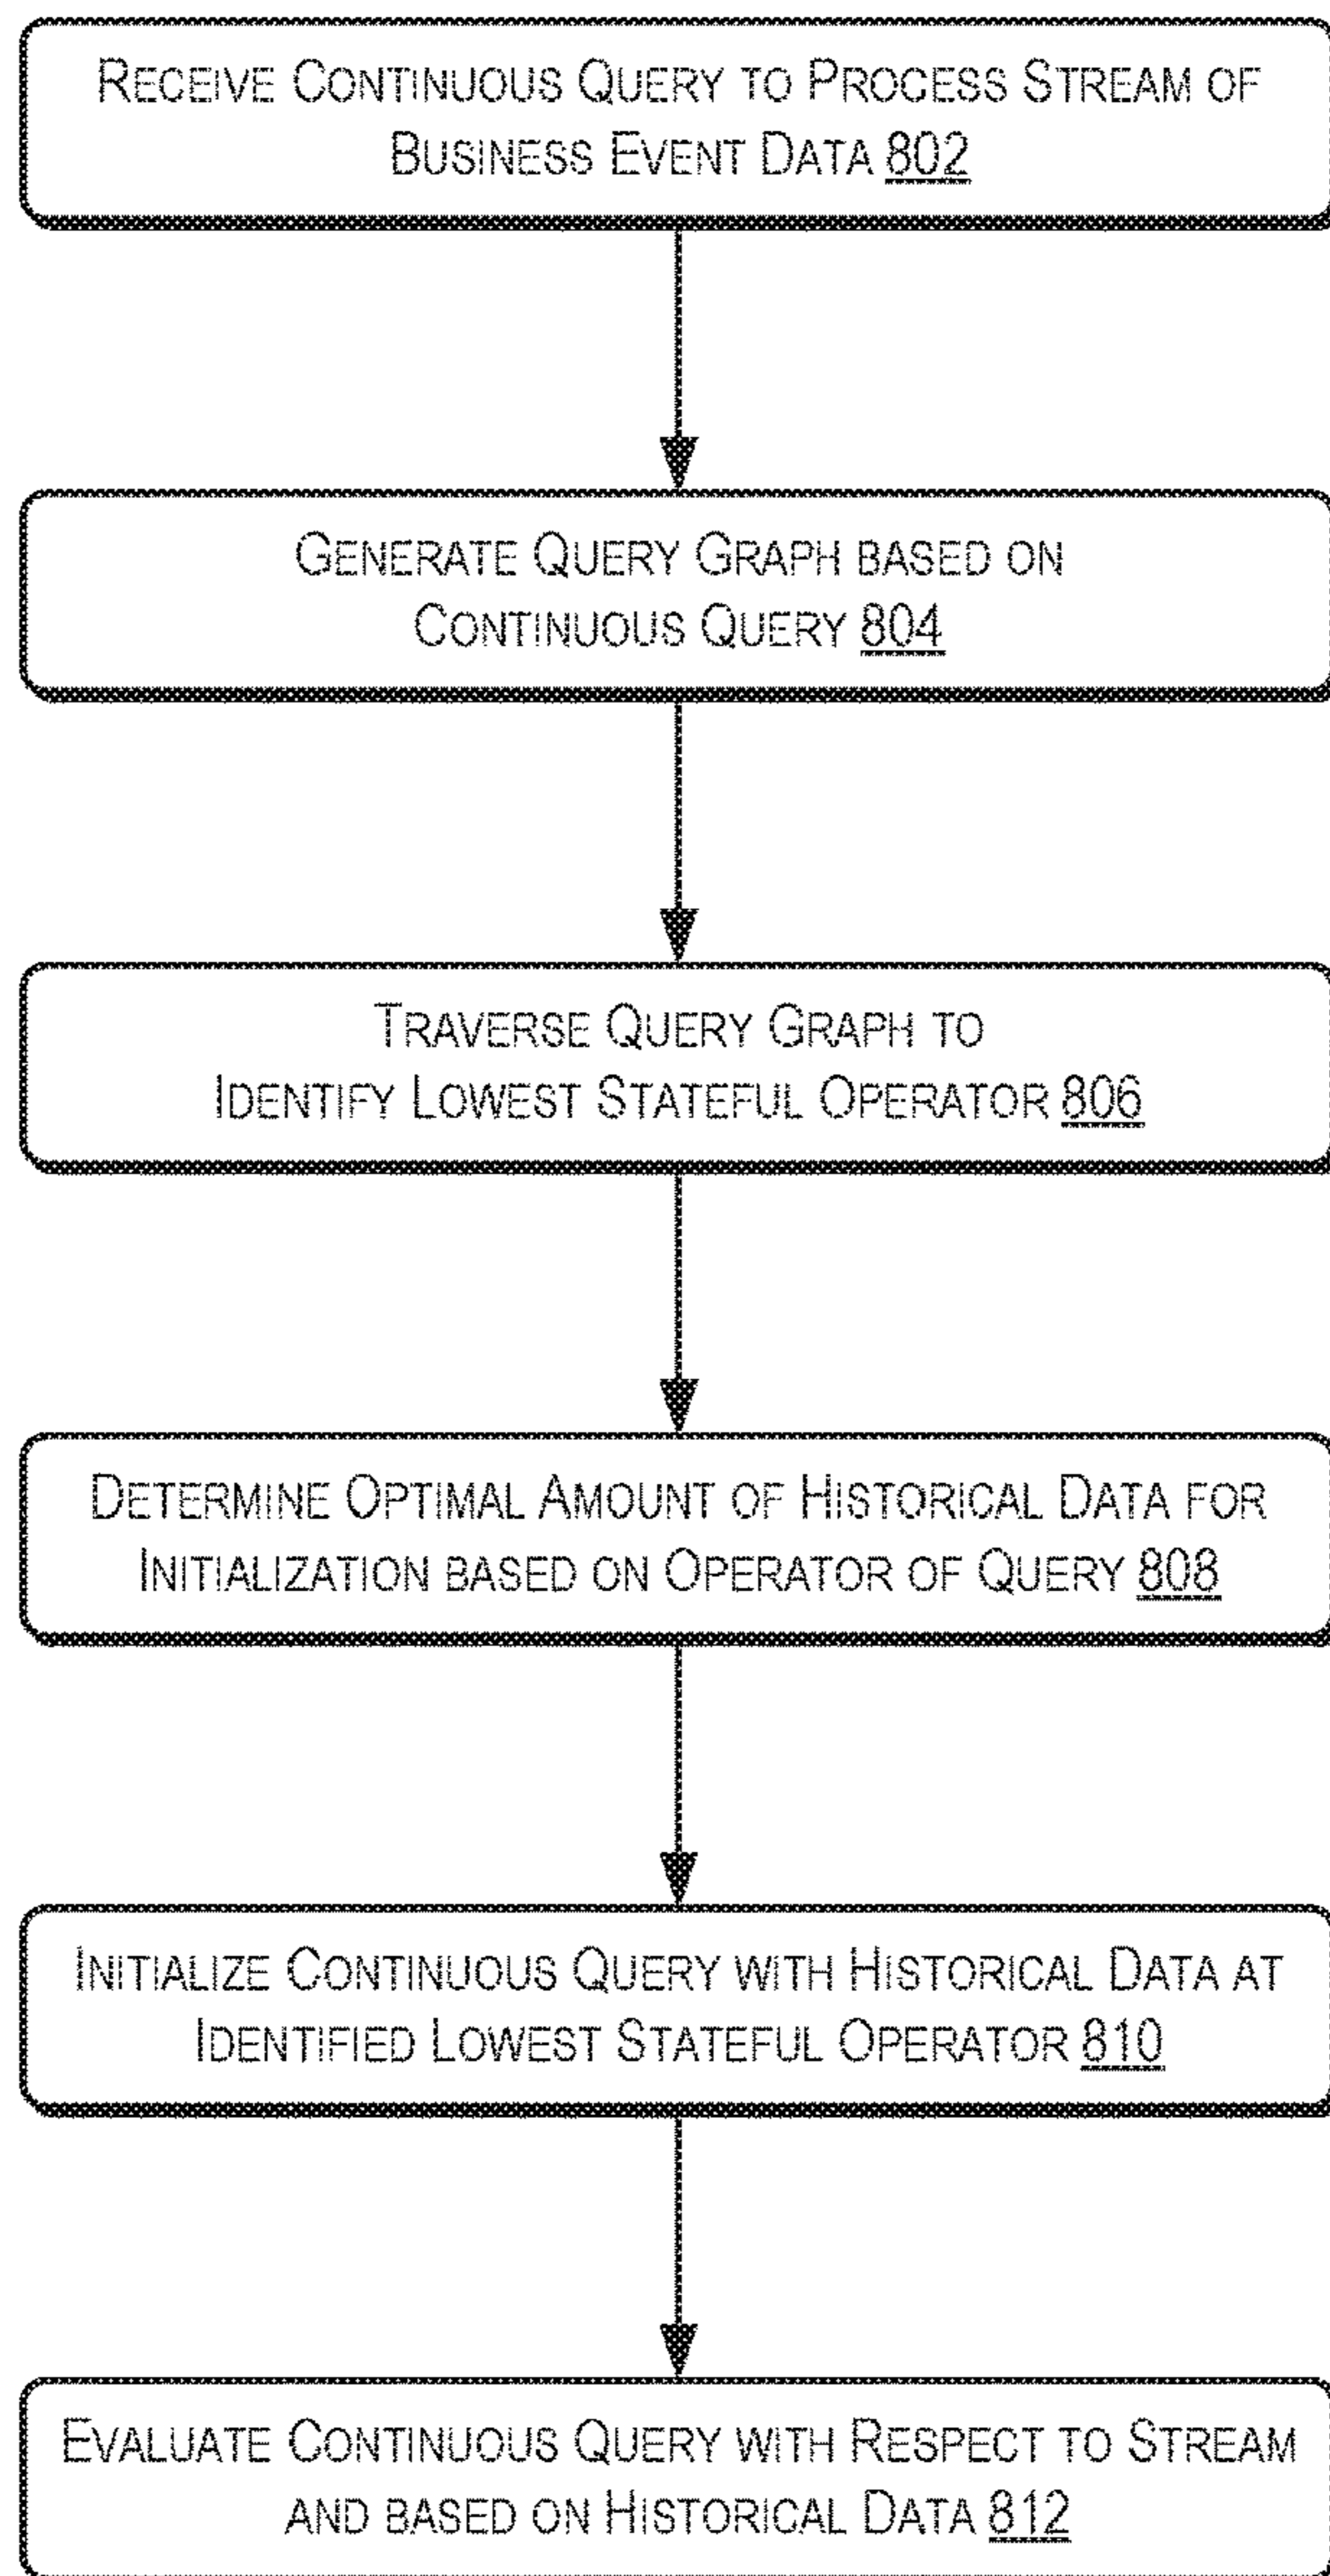 RECEIVE CONTINUOUS QUERY TO PROCESS STREAM OF
BUSINESS EVENT DATA 802
GENERATE QUERY GRAPH BASED ON
CONTINUOUS QUERY 804
TRAVERSE QUERY GRAPH TO
IDENTIFY LOWEST STATEFUL OPERATOR 806
DETERMINE OPTIMAL AMOUNT OF HISTORICAL DATA FOR
INITIALIZATION BASED ON OPERATOR OF QUERY 808
INITIALIZE CONTINUOUS QUERY WITH HISTORICAL DATA AT
IDENTIFIED LOWEST STATEFUL OPERATOR 810
EVALUATE CONTINUOUS QUERY WITH RESPECT TO STREAM
AND BASED ON HISTORICAL DATA 812